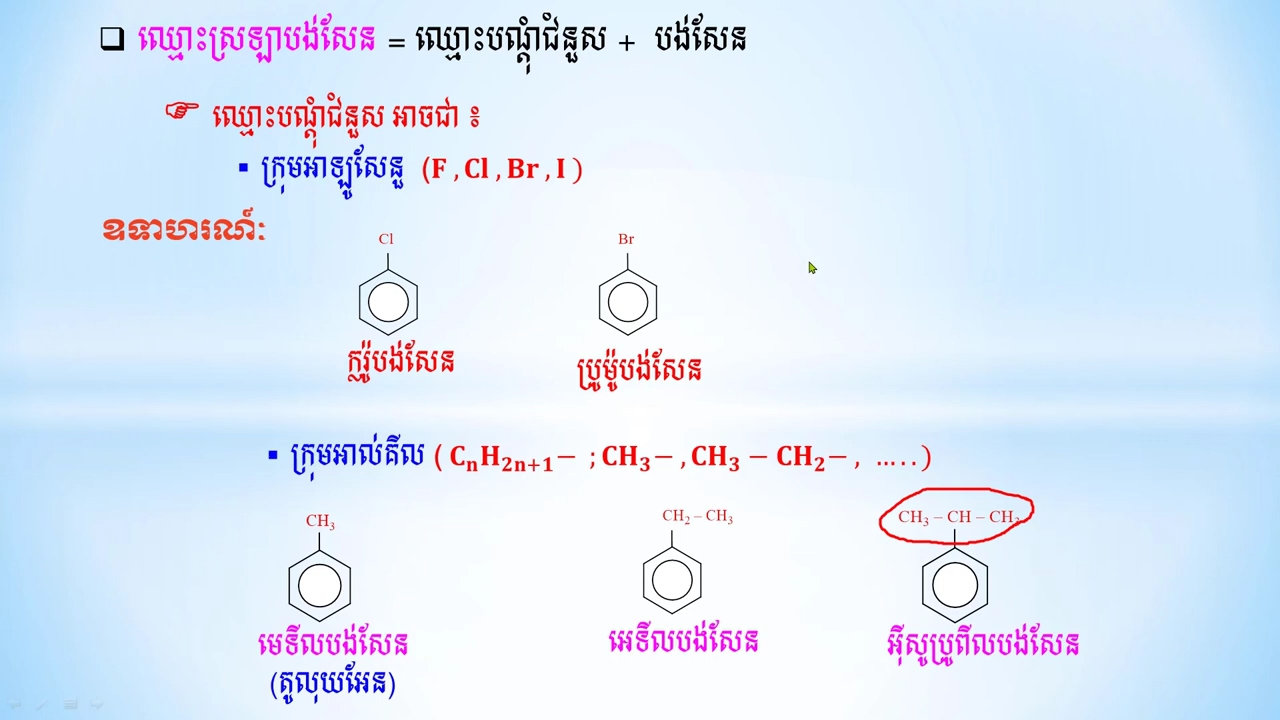 ឈ្មោះស្រឡាបង់សែន = ឈ្មោះបណ្តុំជំនួស + បង់សែន
ឈ្មោះបណ្តុំជំនួស អាចជា ៖
ក្រុមអាឡូសែនួ (F , Cl , Br , I )
ឧទាហរណ៍:
Cl Br
ក្លរ៉ូបង់សែន ប្រូម៉ូបង់សែន
ក្រុមអាល់គីល ( CₙH₂ₙ₊₁− ; CH₃− , CH₃ − CH₂− , ..... )
CH₃ CH₂ – CH₃ CH₃ – CH – CH₃
មេទីលបង់សែន អេទីលបង់សែន អ៊ីសូប្រូពីលបង់សែន
(តូលុយអែន)